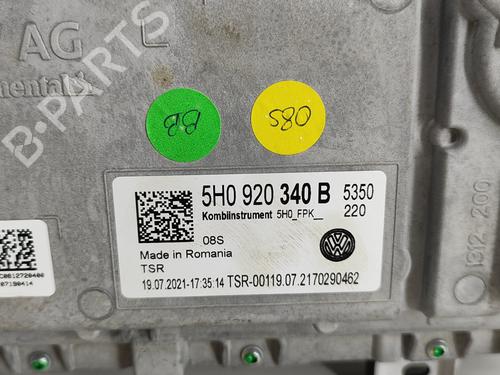 AG
B-PARTS
BB
S80
5H0 920 340 B 5350
Kombiinstrument 5H0_FPK__ 220
08S
Made in Romania
TSR
19.07.2021-17:35:14 TSR-00119.07.2170290462
1312-200